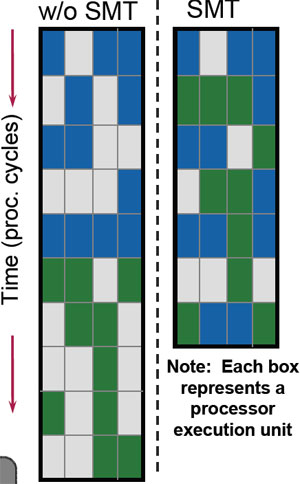 w/o SMT
SMT
Time (proc. cycles)
Note: Each box
represents a
processor
execution unit